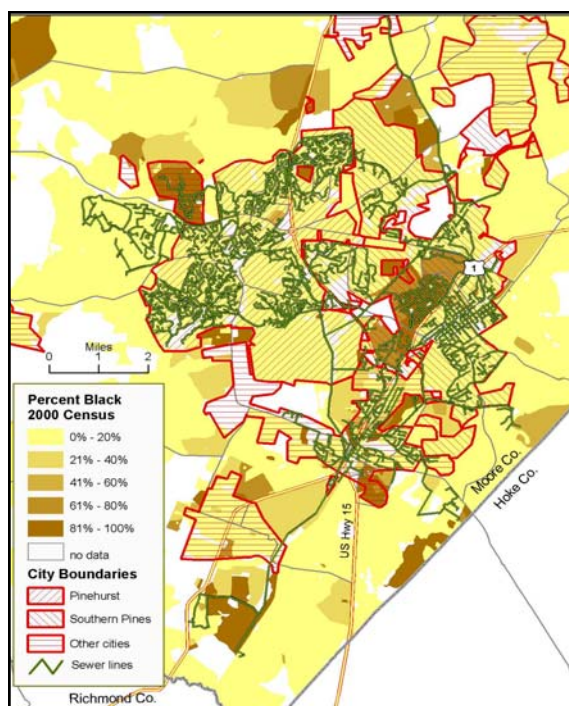 1
Miles
0 1 2
Percent Black
2000 Census
0% - 20%
21% - 40%
41% - 60%
61% - 80%
81% - 100%
no data
City Boundaries
Pinehurst
Southern Pines
Other cities
Sewer lines
US Hwy 15
Moore Co.
Hoke Co.
Richmond Co.